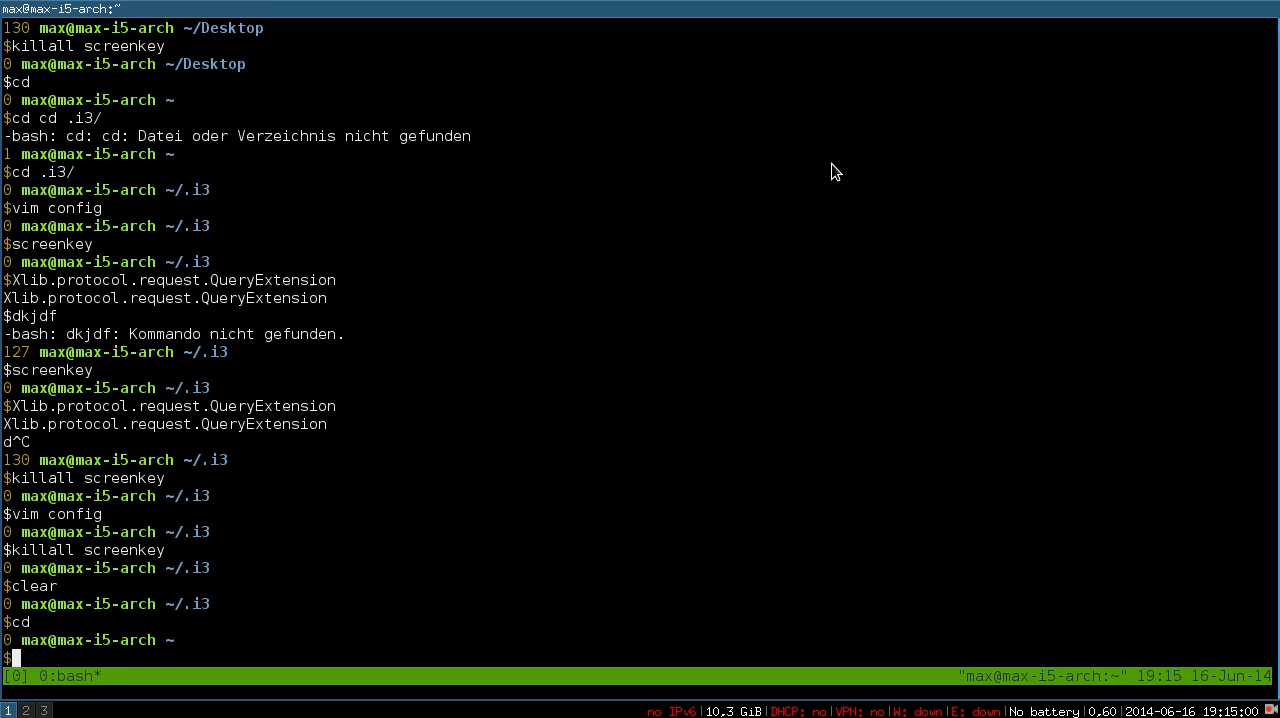 max@max-i5-arch:~
130 max@max-i5-arch ~/Desktop
$killall screenkey
0 max@max-i5-arch ~/Desktop
$cd
0 max@max-i5-arch ~
$cd cd .i3/
-bash: cd: cd: Datei oder Verzeichnis nicht gefunden
1 max@max-i5-arch ~
$cd .i3/
0 max@max-i5-arch ~/.i3
$vim config
0 max@max-i5-arch ~/.i3
$screenkey
0 max@max-i5-arch ~/.i3
$Xlib.protocol.request.QueryExtension
Xlib.protocol.request.QueryExtension
$dkjdf
-bash: dkjdf: Kommando nicht gefunden.
127 max@max-i5-arch ~/.i3
$screenkey
0 max@max-i5-arch ~/.i3
$Xlib.protocol.request.QueryExtension
Xlib.protocol.request.QueryExtension
d^C
130 max@max-i5-arch ~/.i3
$killall screenkey
0 max@max-i5-arch ~/.i3
$vim config
0 max@max-i5-arch ~/.i3
$killall screenkey
0 max@max-i5-arch ~/.i3
$clear
0 max@max-i5-arch ~/.i3
$cd
0 max@max-i5-arch ~
$
[0] 0:bash* "max@max-i5-arch:~" 19:15 16-Jun-14
1 2 3 no IPv6|10,3 GiB|DHCP: no|VPN: no|W: down|E: down|No battery|0,60|2014-06-16 19:15:00